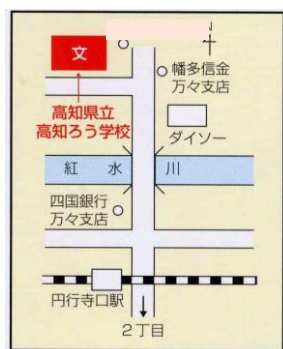 N
文
幡多信金
万々支店
高知県立
高知ろう学校
ダイソー
紅水川
四国銀行
万々支店
円行寺口駅
2丁目